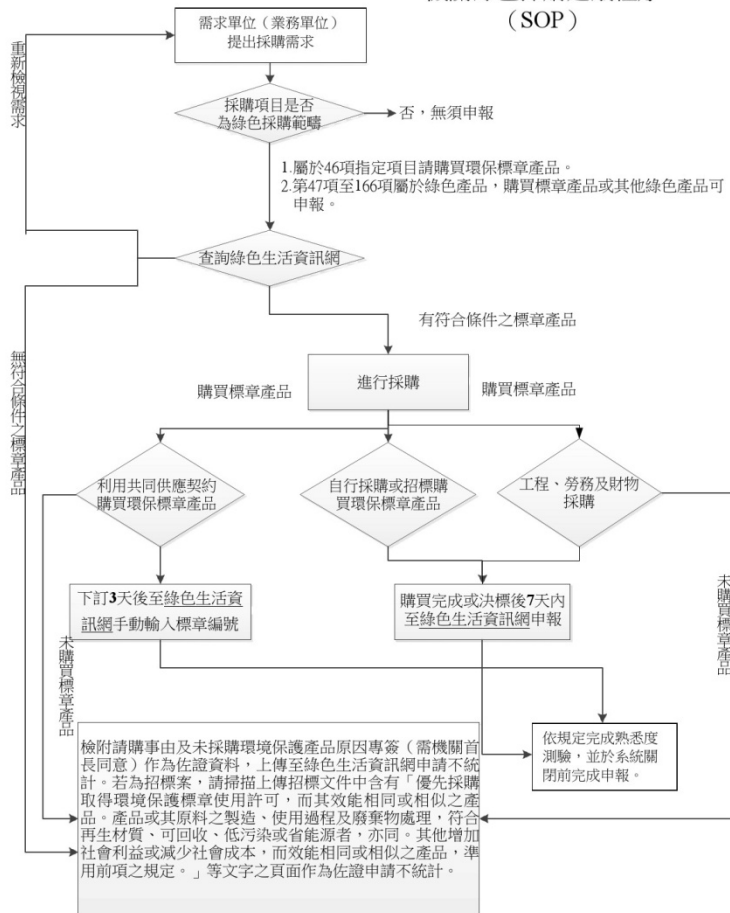 （SOP）
需求單位（業務單位）
提出採購需求
重新檢視需求
採購項目是否
為綠色採購範疇
否，無須申報
1.屬於46項指定項目請購買環保標章產品。
2.第47項至166項屬於綠色產品，購買標章產品或其他綠色產品可
申報。
查詢綠色生活資訊網
有符合條件之標章產品
無符合條件之標章產品
進行採購
購買標章產品
購買標章產品
利用共同供應契約
購買環保標章產品
自行採購或招標購
買環保標章產品
工程、勞務及財物
採購
下訂3天後至綠色生活資
訊網手動輸入標章編號
購買完成或決標後7天內
至綠色生活資訊網申報
未購買標章產品
未購買標章產品
依規定完成熟悉度
測驗，並於系統關
閉前完成申報。
檢附請購事由及未採購環境保護產品原因專簽（需機關首
長同意）作為佐證資料，上傳至綠色生活資訊網申請不統
計。若為招標案，請掃描上傳招標文件中含有「優先採購
取得環境保護標章使用許可，而其效能相同或相似之產
品。產品或其原料之製造、使用過程及廢棄物處理，符合
再生材質、可回收、低污染或省能源者，亦同。其他增加
社會利益或減少社會成本，而效能相同或相似之產品，準
用前項之規定。」等文字之頁面作為佐證申請不統計。